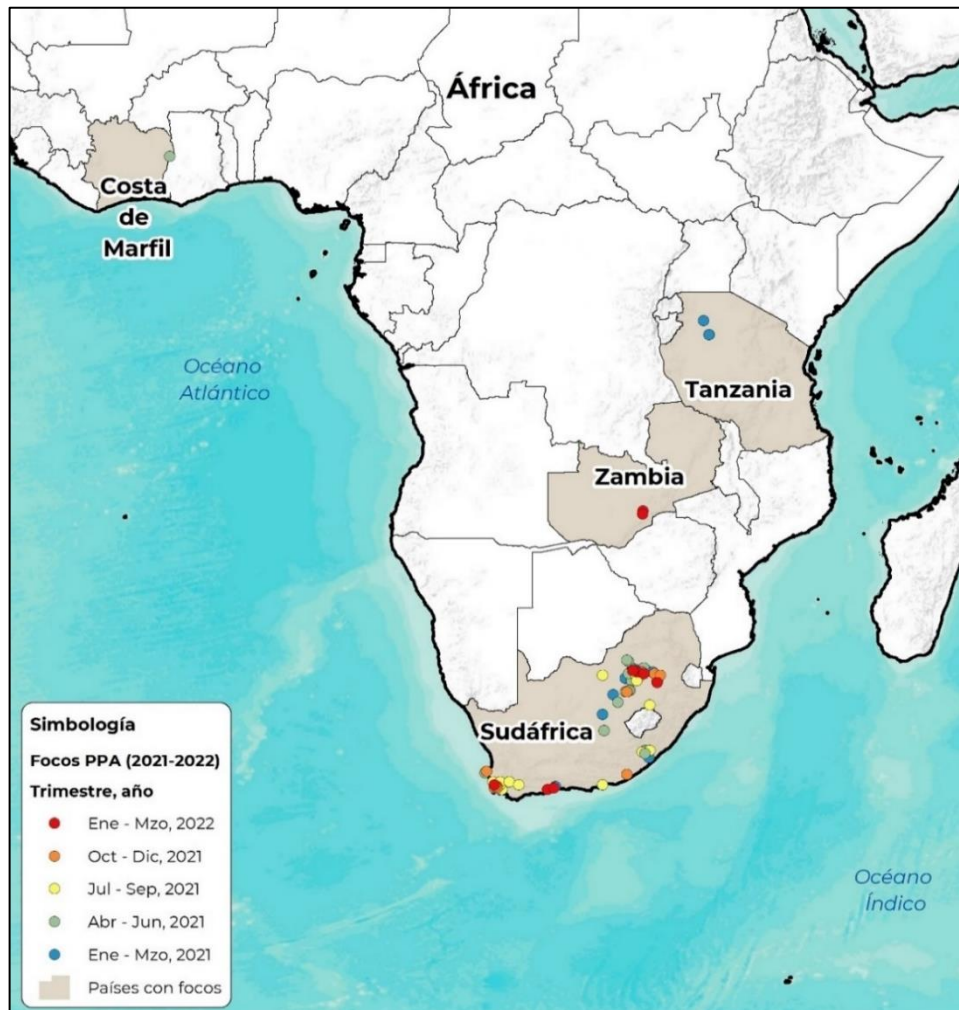 África
Costa
de
Marfil
Océano
Atlántico
Tanzania
Zambia
Sudáfrica
Océano
Índico
Simbología
Focos PPA (2021-2022)
Trimestre, año
Ene - Mzo, 2022
Oct - Dic, 2021
Jul - Sep, 2021
Abr - Jun, 2021
Ene - Mzo, 2021
Países con focos